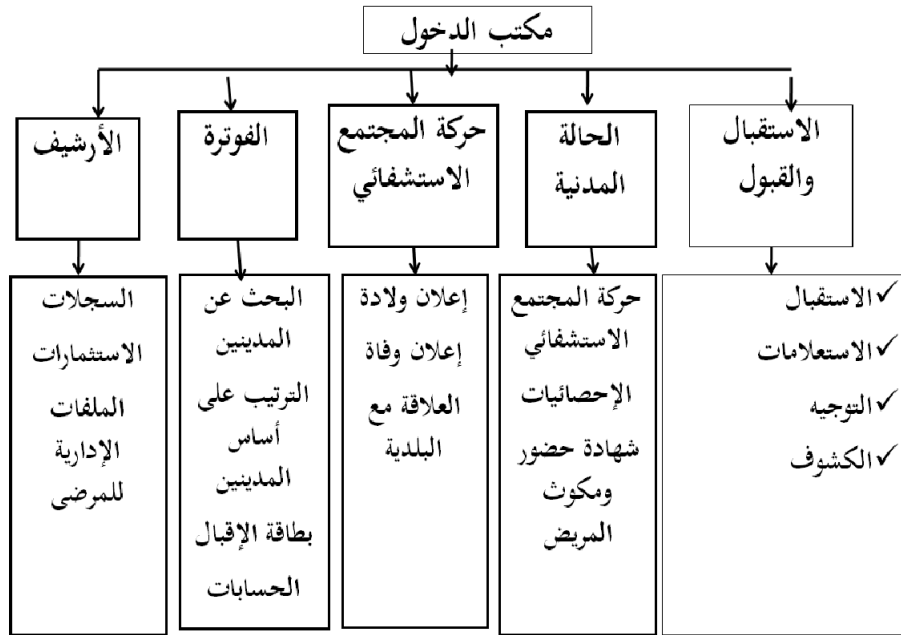 مكتب الدخول
الاستقبال
والقبول
الحالة
المدنية
حركة المجتمع
الاستشفائي
الفوترة
الأرشيف
✓الاستقبال
✓الاستعلامات
✓التوجيه
✓الكشوف
حركة المجتمع
الاستشفائي
الإحصائيات
شهادة حضور
ومكوث
المريض
إعلان ولادة
إعلان وفاة
العلاقة مع
البلدية
البحث عن
المدينين
الترتيب على
أساس
المدينين
بطاقة الإقبال
الحسابات
السجلات
الاستثمارات
الملفات
الإدارية
للمرضى